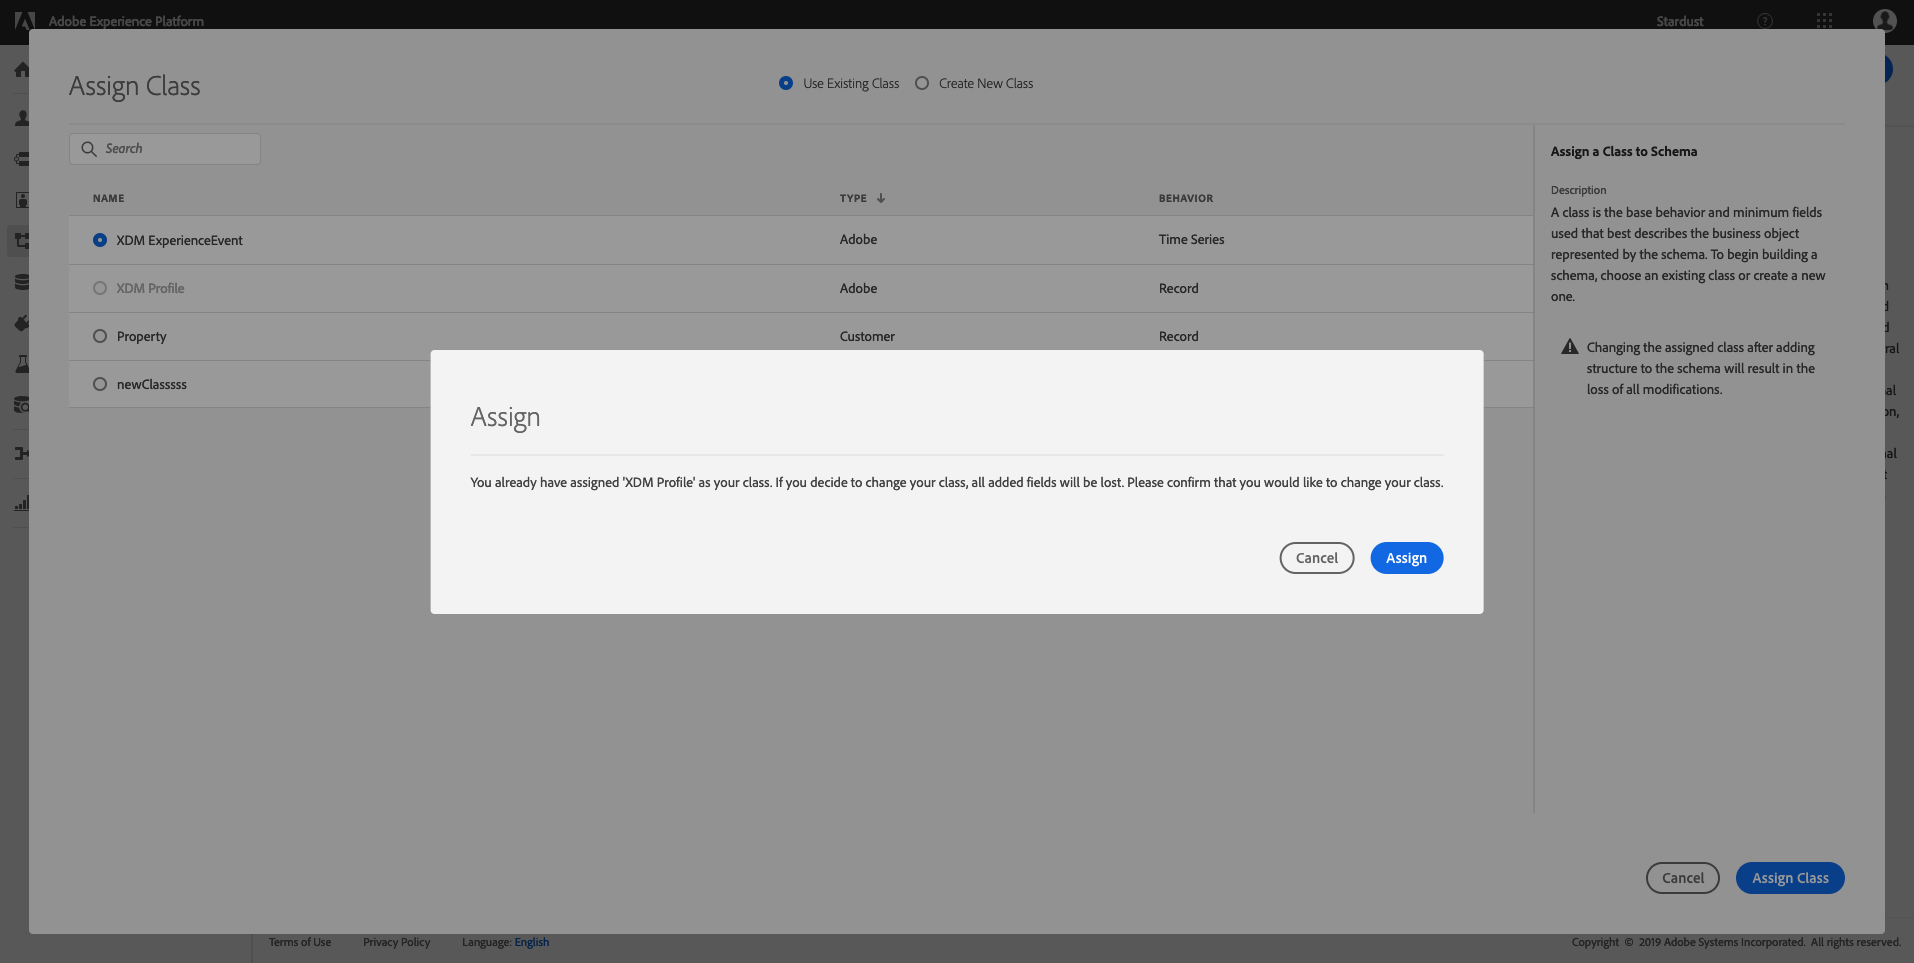 Adobe Experience Platform
Stardust
Assign Class
Use Existing Class
Create New Class
Search
NAME
TYPE
BEHAVIOR
XDM ExperienceEvent
Adobe
Time Series
XDM Profile
Adobe
Record
Property
Customer
Record
newClasssss
Assign a Class to Schema
Description
A class is the base behavior and minimum fields
used that best describes the business object
represented by the schema. To begin building a
schema, choose an existing class or create a new
one.
Changing the assigned class after adding
structure to the schema will result in the
loss of all modifications.
Assign
You already have assigned 'XDM Profile' as your class. If you decide to change your class, all added fields will be lost. Please confirm that you would like to change your class.
Cancel
Assign
Cancel
Assign Class
Terms of Use
Privacy Policy
Language: English
Copyright © 2019 Adobe Systems Incorporated. All rights reserved.